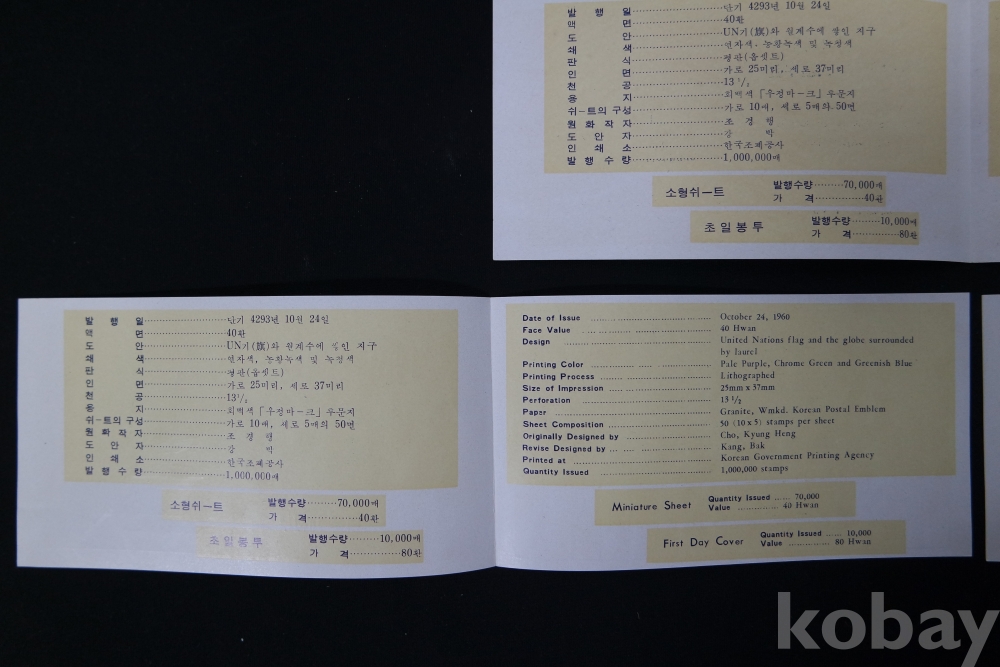 발 행 일 단기 4293년 10월 24일
액 면 40환
도 안 UN기(旗)와 월계수에 쌓인 지구
쇄 색 연자색, 농황녹색 및 녹청색
판 식 평판(옵셋트)
인 면 가로 25미리, 세로 37미리
천 공 13 1/2
용 지 회백색「우정마-크」무문지
쉬-트의 구성 가로 10매, 세로 5매의 50면
원 화 작 자 조 경 행
도 안 자 강 박
인 쇄 소 한국조폐공사
발 행 수 량 1,000,000매
소형쉬-트 발행수량 70,000매
가 격 40환
초일봉투 발행수량 10,000매
가 격 80환
발 행 일 단기 4293년 10월 24일
액 면 40환
도 안 UN기(旗)와 월계수에 쌓인 지구
쇄 색 연자색, 농황녹색 및 녹청색
판 식 평판(옵셋트)
인 면 가로 25미리, 세로 37미리
천 공 13 1/2
용 지 회백색「우정마-크」무문지
쉬-트의 구성 가로 10매, 세로 5매의 50면
원 화 작 자 조 경 행
도 안 자 강 박
인 쇄 소 한국조폐공사
발 행 수 량 1,000,000매
소형쉬-트 발행수량 70,000매
가 격 40환
초일봉투 발행수량 10,000매
가 격 80환
Date of Issue October 24, 1960
Face Value 40 Hwan
Design United Nations flag and the globe surrounded
by laurel
Printing Color Pale Purple, Chrome Green and Greenish Blue
Printing Process Lithographed
Size of Impression 25mm x 37mm
Perforation 13 1/2
Paper Granite, Wmkd. Korean Postal Emblem
Sheet Composition 50 (10 x 5) stamps per sheet
Originally Designed by Cho, Kyung Heng
Revise Designed by Kang, Bak
Printed at Korean Government Printing Agency
Quantity Issued 1,000,000 stamps
Miniature Sheet Quantity Issued 70,000
Value 40 Hwan
First Day Cover Quantity Issued 10,000
Value 80 Hwan
kobay